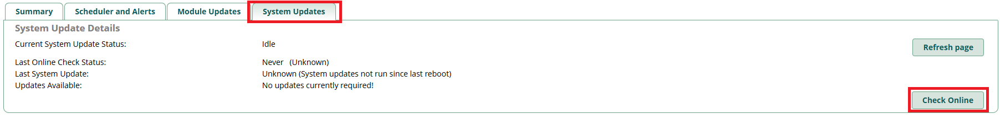 Summary Scheduler and Alerts Module Updates System Updates
System Update Details
Current System Update Status: Idle
Refresh page
Last Online Check Status: Never (Unknown)
Last System Update: Unknown (System updates not run since last reboot)
Updates Available: No updates currently required!
Check Online